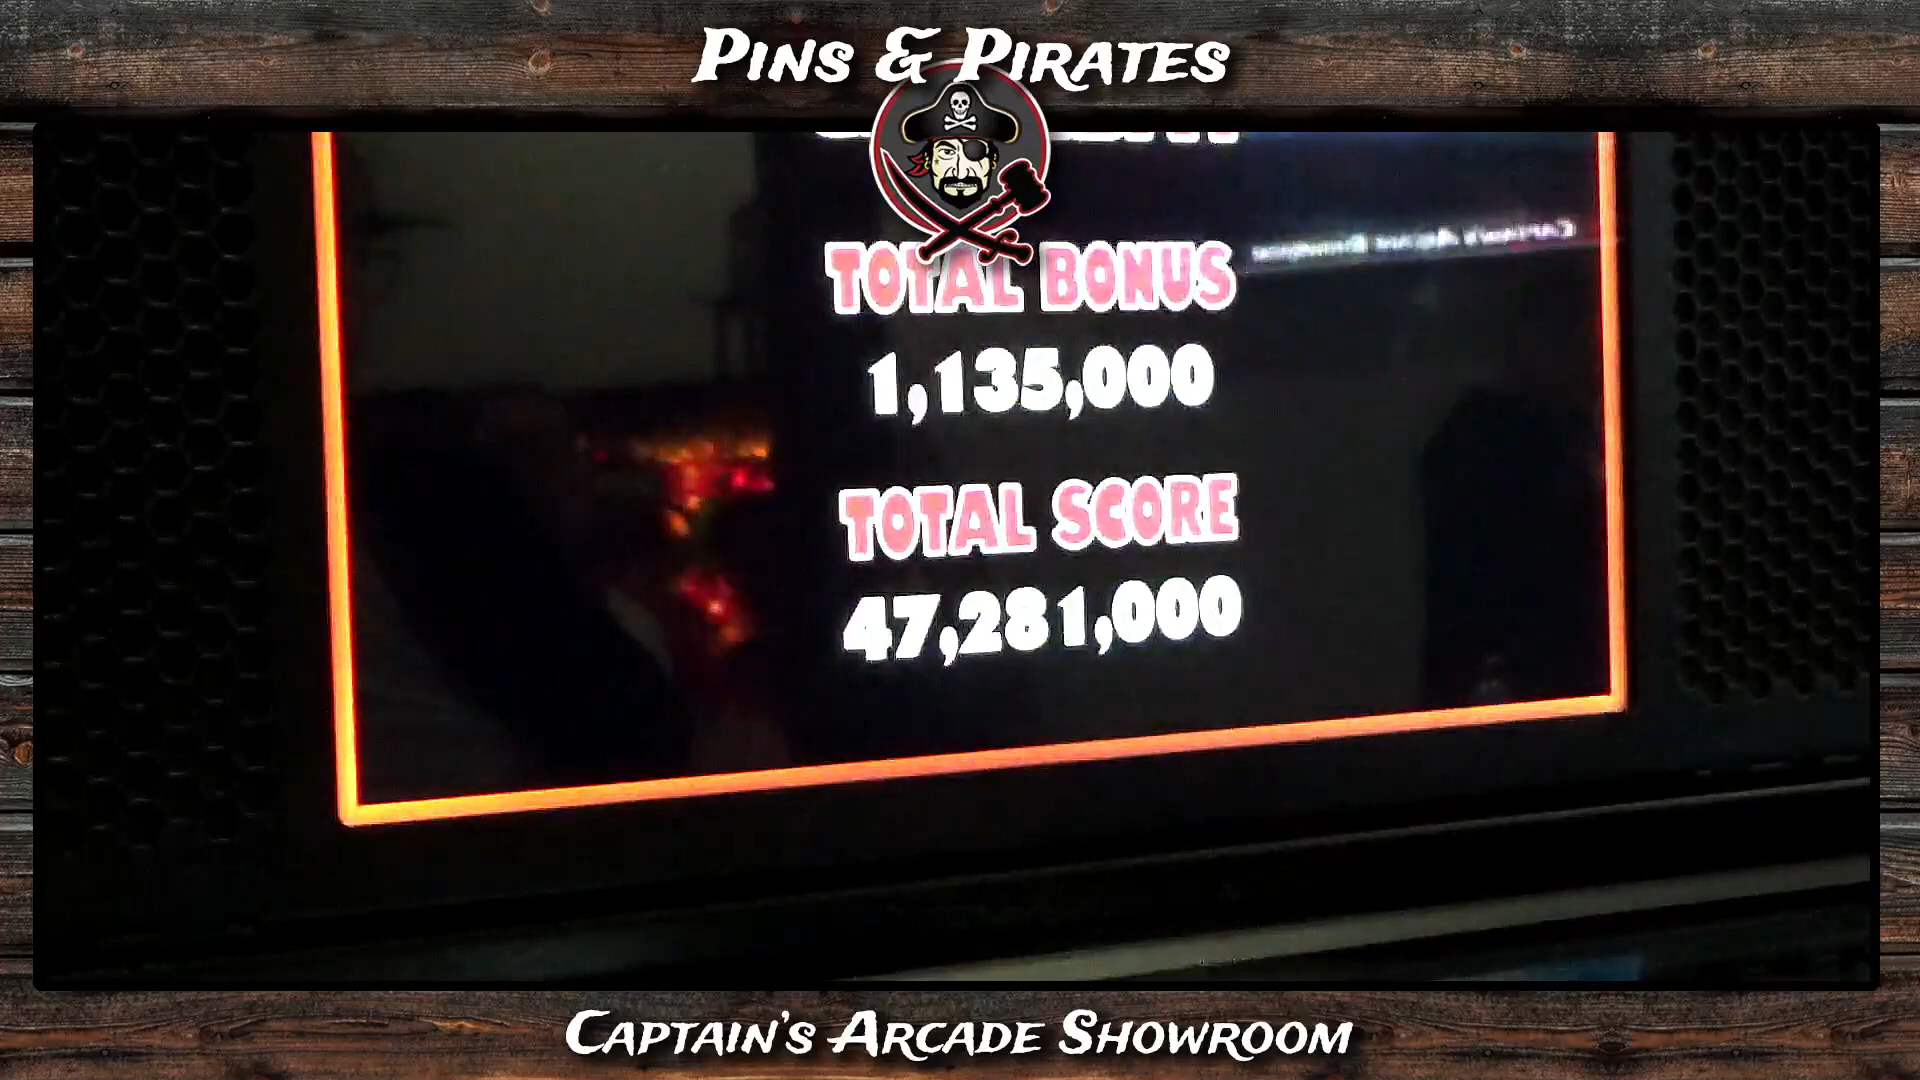 PINS & PIRATES
TOTAL BONUS
1,135,000
TOTAL SCORE
47,281,000
CAPTAIN'S ARCADE SHOWROOM